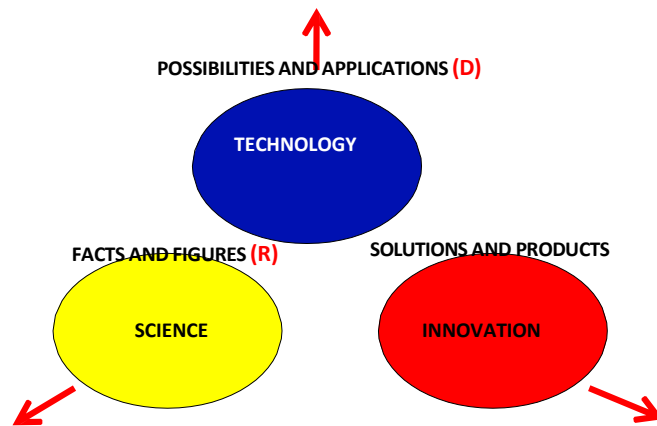 POSSIBILITIES AND APPLICATIONS (D)
TECHNOLOGY
FACTS AND FIGURES (R)
SOLUTIONS AND PRODUCTS
SCIENCE
INNOVATION